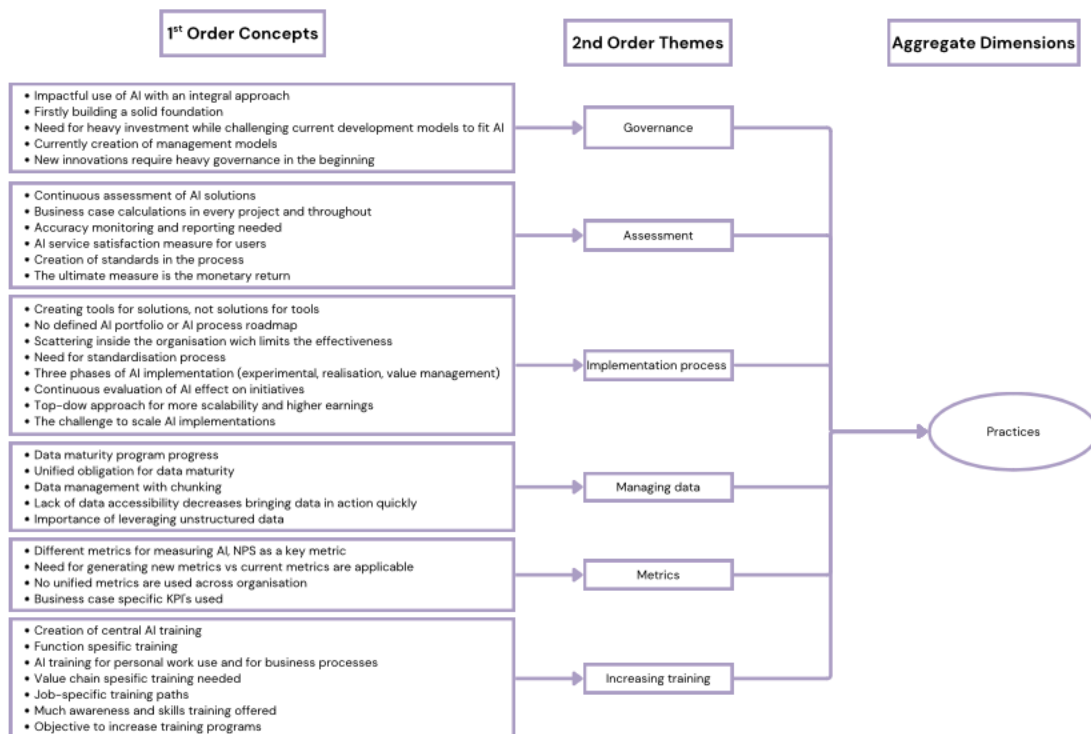 1st Order Concepts
2nd Order Themes
Aggregate Dimensions
• Impactful use of AI with an integral approach
• Firstly building a solid foundation
• Need for heavy investment while challenging current development models to fit AI
• Currently creation of management models
• New innovations require heavy governance in the beginning
Governance
• Continuous assessment of AI solutions
• Business case calculations in every project and throughout
• Accuracy monitoring and reporting needed
• AI service satisfaction measure for users
• Creation of standards in the process
• The ultimate measure is the monetary return
Assessment
• Creating tools for solutions, not solutions for tools
• No defined AI portfolio or AI process roadmap
• Scattering inside the organisation wich limits the effectiveness
• Need for standardisation process
• Three phases of AI implementation (experimental, realisation, value management)
• Continuous evaluation of AI effect on initiatives
• Top-dow approach for more scalability and higher earnings
• The challenge to scale AI implementations
Implementation process
Practices
• Data maturity program progress
• Unified obligation for data maturity
• Data management with chunking
• Lack of data accessibility decreases bringing data in action quickly
• Importance of leveraging unstructured data
Managing data
• Different metrics for measuring AI, NPS as a key metric
• Need for generating new metrics vs current metrics are applicable
• No unified metrics are used across organisation
• Business case specific KPI's used
Metrics
• Creation of central AI training
• Function spesific training
• AI training for personal work use and for business processes
• Value chain spesific training needed
• Job-specific training paths
• Much awareness and skills training offered
• Objective to increase training programs
Increasing training